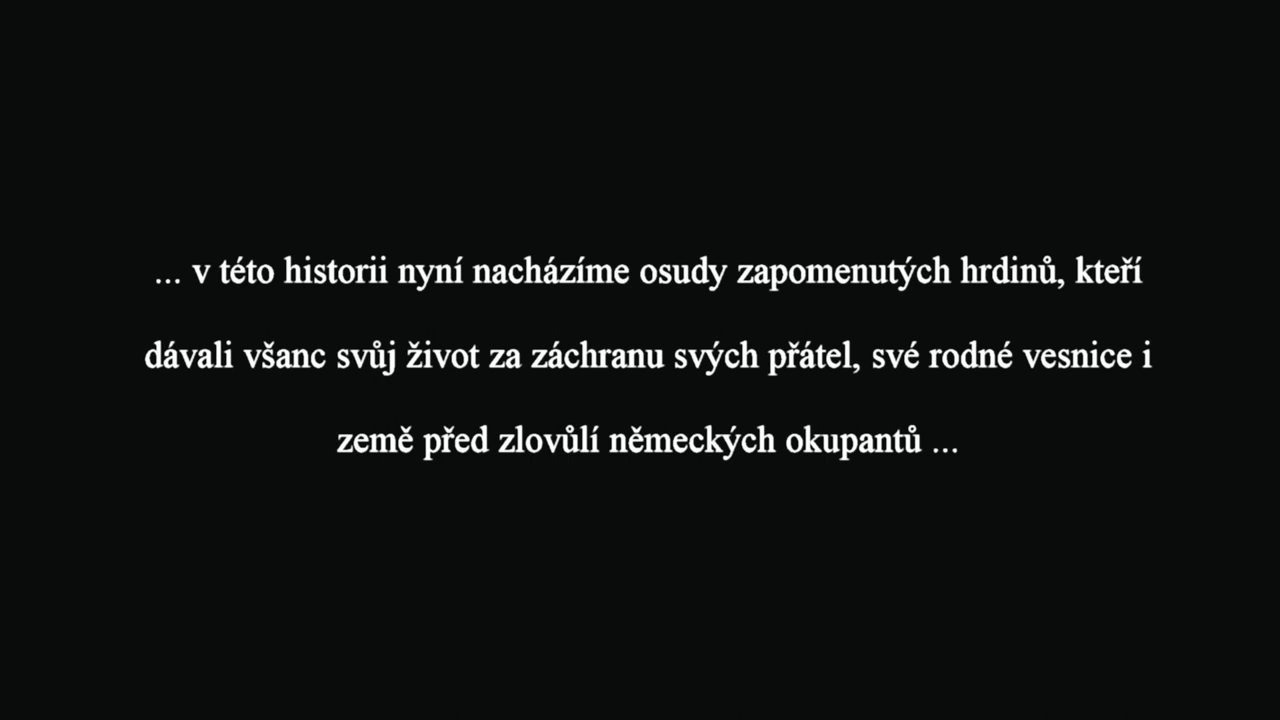 ... v této historii nyní nacházíme osudy zapomenutých hrdinů, kteří
dávali všanc svůj život za záchranu svých přátel, své rodné vesnice i
země před zlovůlí německých okupantů ...